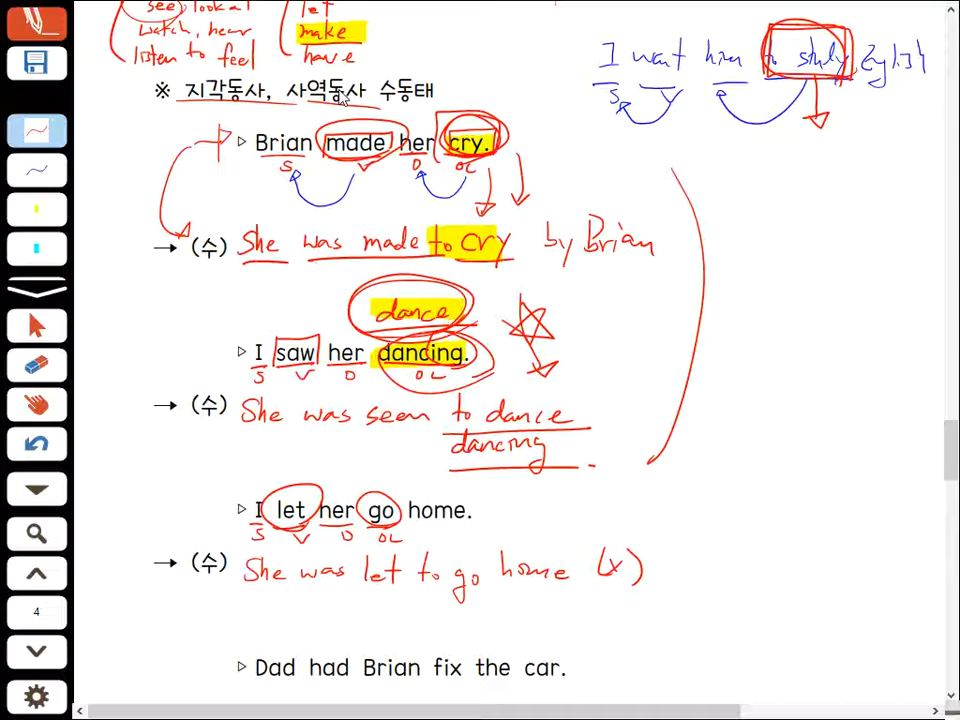 see, look at
watch, hear
listen to feel
let
make
have
I want him to study English
S V
※ 지각동사, 사역동사 수동태
▷ Brian made her cry.
S V O OC
→ (수) She was made to cry by Brian
dance
▷ I saw her dancing.
S V O OC
→ (수) She was seen to dance
dancing
▷ I let her go home.
S V O OC
→ (수) She was let to go home (x)
4
▷ Dad had Brian fix the car.